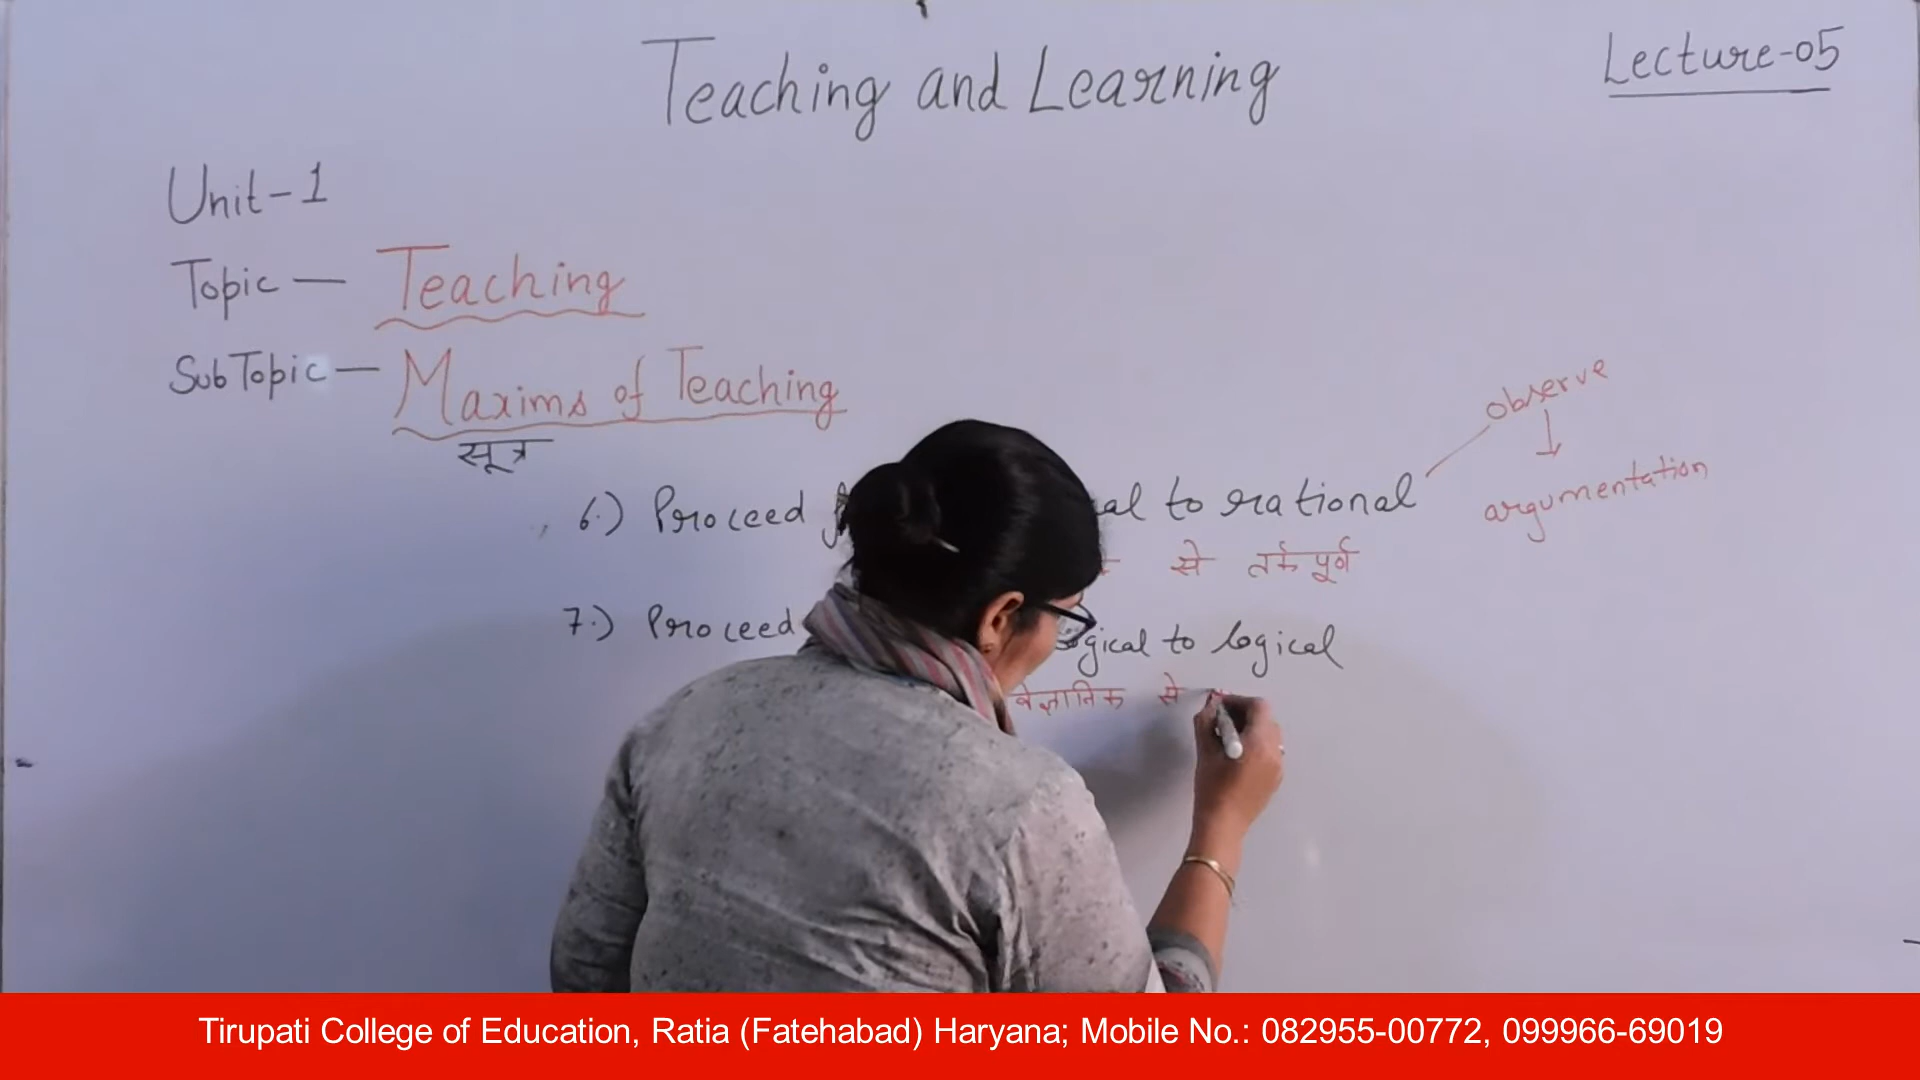 Teaching and Learning
Lecture-05
Unit-1
Topic — Teaching
SubTopic — Maxims of Teaching
सूत्र
observe
argumentation
6.) Proceed al to rational
से तर्कपूर्ण
7.) Proceed gical to logical
से
Tirupati College of Education, Ratia (Fatehabad) Haryana; Mobile No.: 082955-00772, 099966-69019